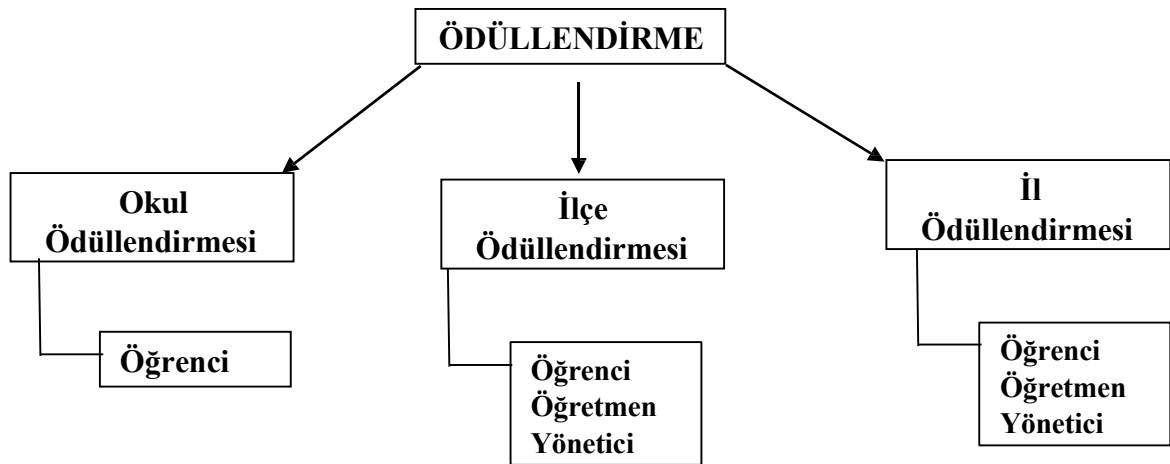 ÖDÜLLENDİRME
Okul
Ödüllendirmesi
Öğrenci
İlçe
Ödüllendirmesi
Öğrenci
Öğretmen
Yönetici
İl
Ödüllendirmesi
Öğrenci
Öğretmen
Yönetici